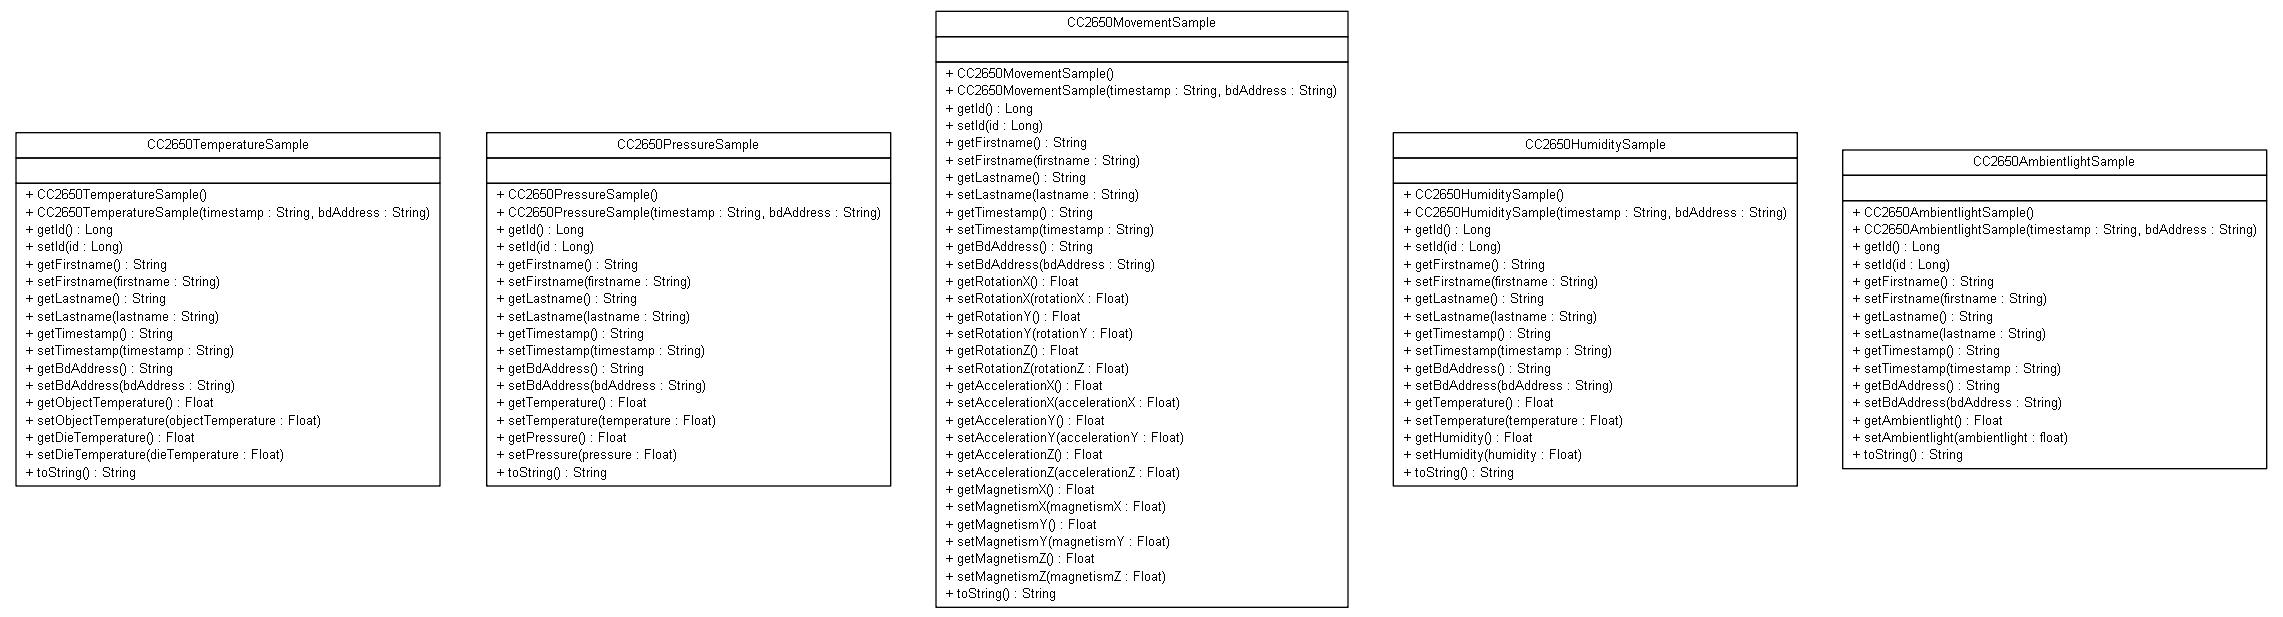 CC2650TemperatureSample
+ CC2650TemperatureSample()
+ CC2650TemperatureSample(timestamp : String, bdAddress : String)
+ getId() : Long
+ setId(id : Long)
+ getFirstname() : String
+ setFirstname(firstname : String)
+ getLastname() : String
+ setLastname(lastname : String)
+ getTimestamp() : String
+ setTimestamp(timestamp : String)
+ getBdAddress() : String
+ setBdAddress(bdAddress : String)
+ getObjectTemperature() : Float
+ setObjectTemperature(objectTemperature : Float)
+ getDieTemperature() : Float
+ setDieTemperature(dieTemperature : Float)
+ toString() : String
CC2650PressureSample
+ CC2650PressureSample()
+ CC2650PressureSample(timestamp : String, bdAddress : String)
+ getId() : Long
+ setId(id : Long)
+ getFirstname() : String
+ setFirstname(firstname : String)
+ getLastname() : String
+ setLastname(lastname : String)
+ getTimestamp() : String
+ setTimestamp(timestamp : String)
+ getBdAddress() : String
+ setBdAddress(bdAddress : String)
+ getTemperature() : Float
+ setTemperature(temperature : Float)
+ getPressure() : Float
+ setPressure(pressure : Float)
+ toString() : String
CC2650MovementSample
+ CC2650MovementSample()
+ CC2650MovementSample(timestamp : String, bdAddress : String)
+ getId() : Long
+ setId(id : Long)
+ getFirstname() : String
+ setFirstname(firstname : String)
+ getLastname() : String
+ setLastname(lastname : String)
+ getTimestamp() : String
+ setTimestamp(timestamp : String)
+ getBdAddress() : String
+ setBdAddress(bdAddress : String)
+ getRotationX() : Float
+ setRotationX(rotationX : Float)
+ getRotationY() : Float
+ setRotationY(rotationY : Float)
+ getRotationZ() : Float
+ setRotationZ(rotationZ : Float)
+ getAccelerationX() : Float
+ setAccelerationX(accelerationX : Float)
+ getAccelerationY() : Float
+ setAccelerationY(accelerationY : Float)
+ getAccelerationZ() : Float
+ setAccelerationZ(accelerationZ : Float)
+ getMagnetismX() : Float
+ setMagnetismX(magnetismX : Float)
+ getMagnetismY() : Float
+ setMagnetismY(magnetismY : Float)
+ getMagnetismZ() : Float
+ setMagnetismZ(magnetismZ : Float)
+ toString() : String
CC2650HumiditySample
+ CC2650HumiditySample()
+ CC2650HumiditySample(timestamp : String, bdAddress : String)
+ getId() : Long
+ setId(id : Long)
+ getFirstname() : String
+ setFirstname(firstname : String)
+ getLastname() : String
+ setLastname(lastname : String)
+ getTimestamp() : String
+ setTimestamp(timestamp : String)
+ getBdAddress() : String
+ setBdAddress(bdAddress : String)
+ getTemperature() : Float
+ setTemperature(temperature : Float)
+ getHumidity() : Float
+ setHumidity(humidity : Float)
+ toString() : String
CC2650AmbientlightSample
+ CC2650AmbientlightSample()
+ CC2650AmbientlightSample(timestamp : String, bdAddress : String)
+ getId() : Long
+ setId(id : Long)
+ getFirstname() : String
+ setFirstname(firstname : String)
+ getLastname() : String
+ setLastname(lastname : String)
+ getTimestamp() : String
+ setTimestamp(timestamp : String)
+ getBdAddress() : String
+ setBdAddress(bdAddress : String)
+ getAmbientlight() : Float
+ setAmbientlight(ambientlight : float)
+ toString() : String